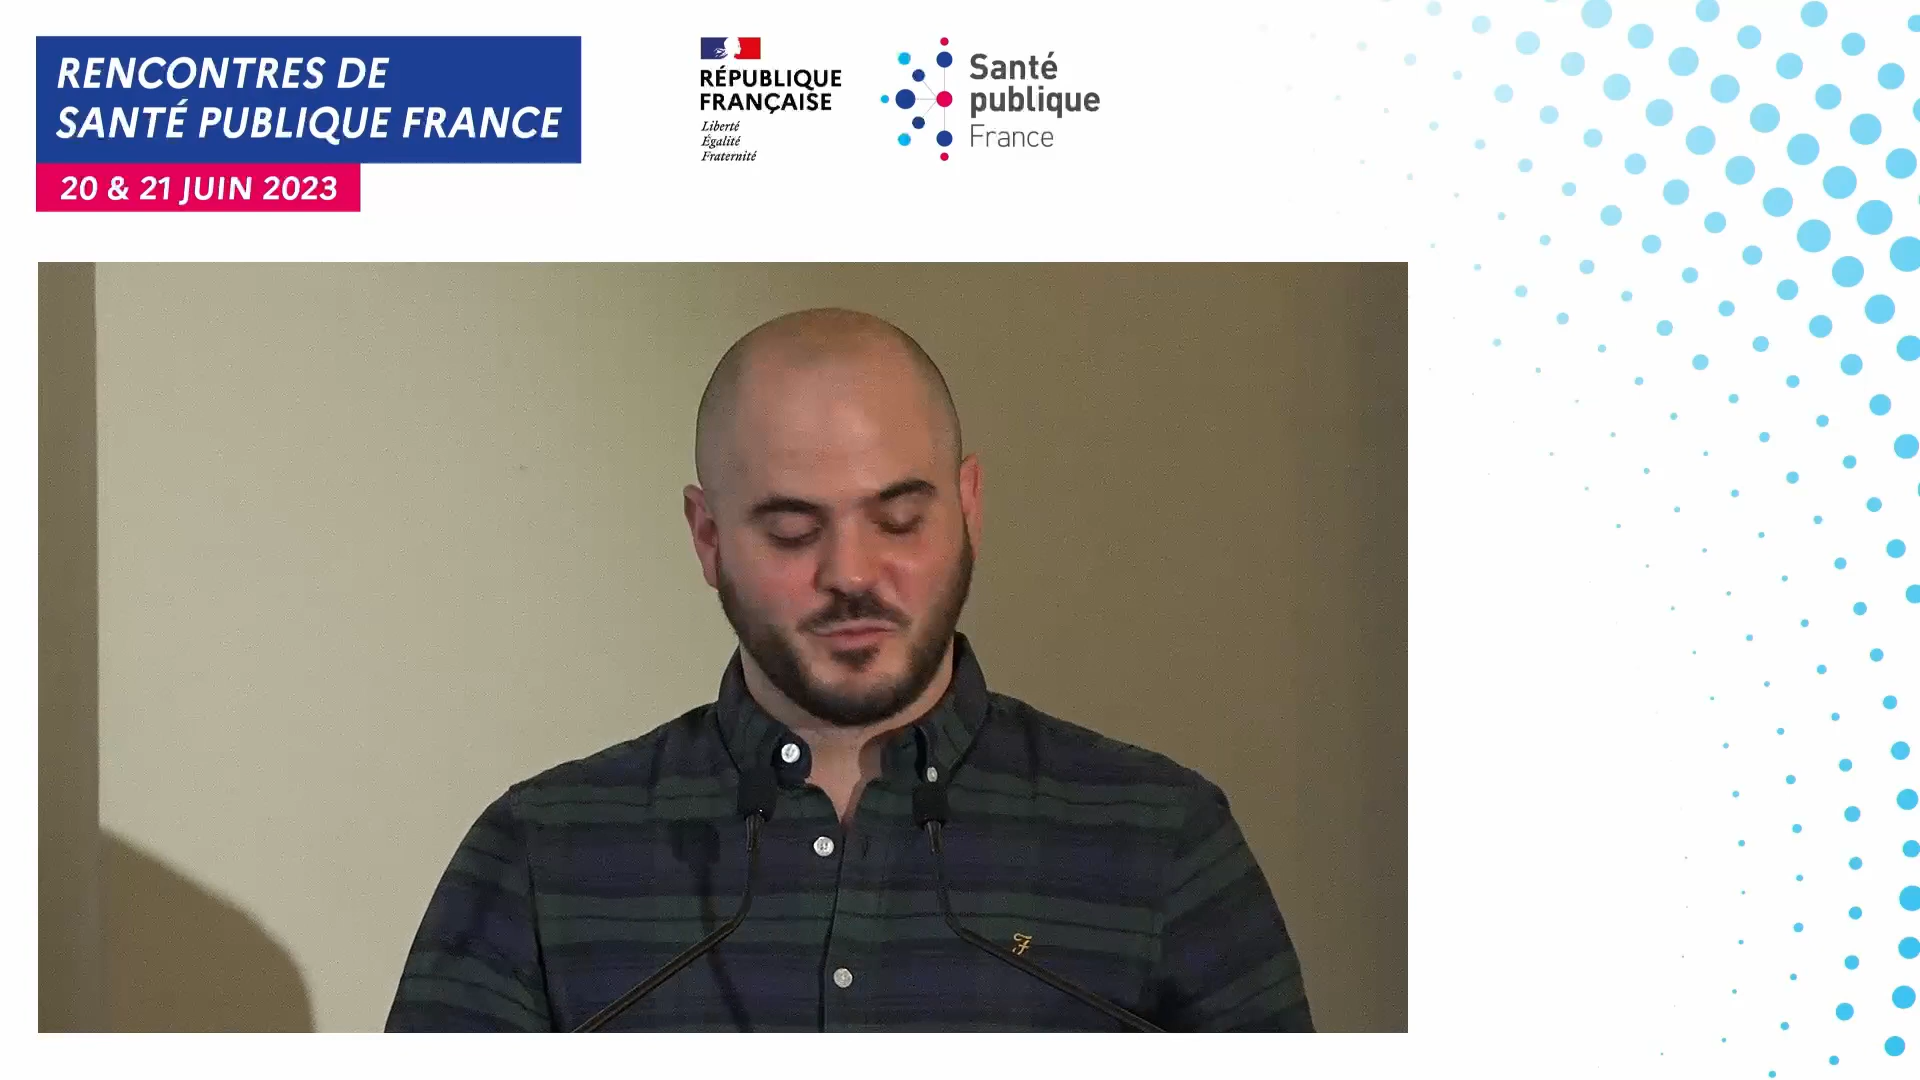 RENCONTRES DE
SANTÉ PUBLIQUE FRANCE
20 & 21 JUIN 2023
RÉPUBLIQUE
FRANÇAISE
Liberté
Égalité
Fraternité
Santé
publique
France